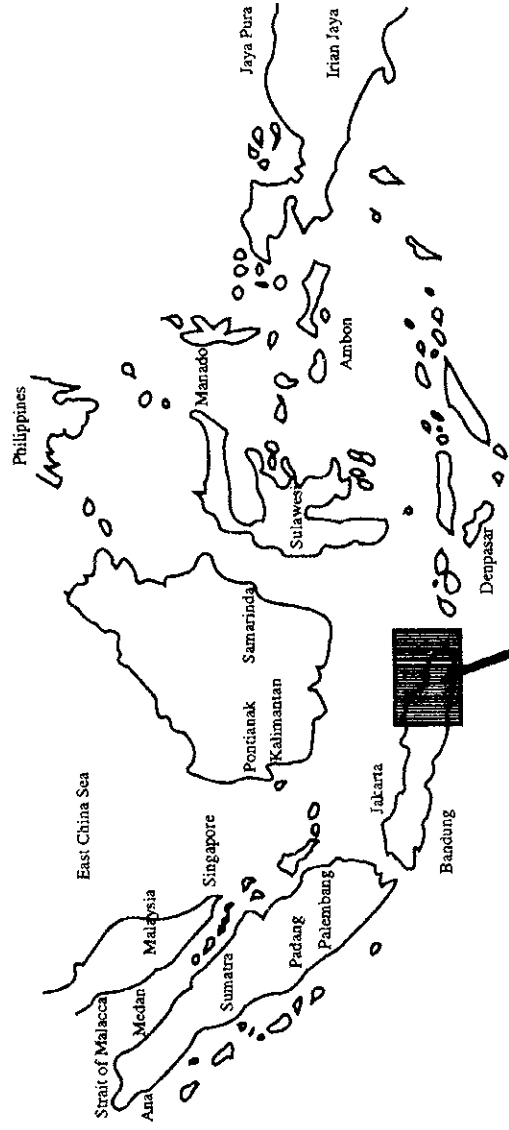 Philippines
East China Sea
Jaya Pura
Strait of Malacca
Malaysia
Manado
Singapore
Irian Jaya
Medan
Pontianak
Samarinda
Kalimantan
Ana
Sumatra
Sulawesi
Padang
Ambon
Palembang
Jakarta
Bandung
Denpasar